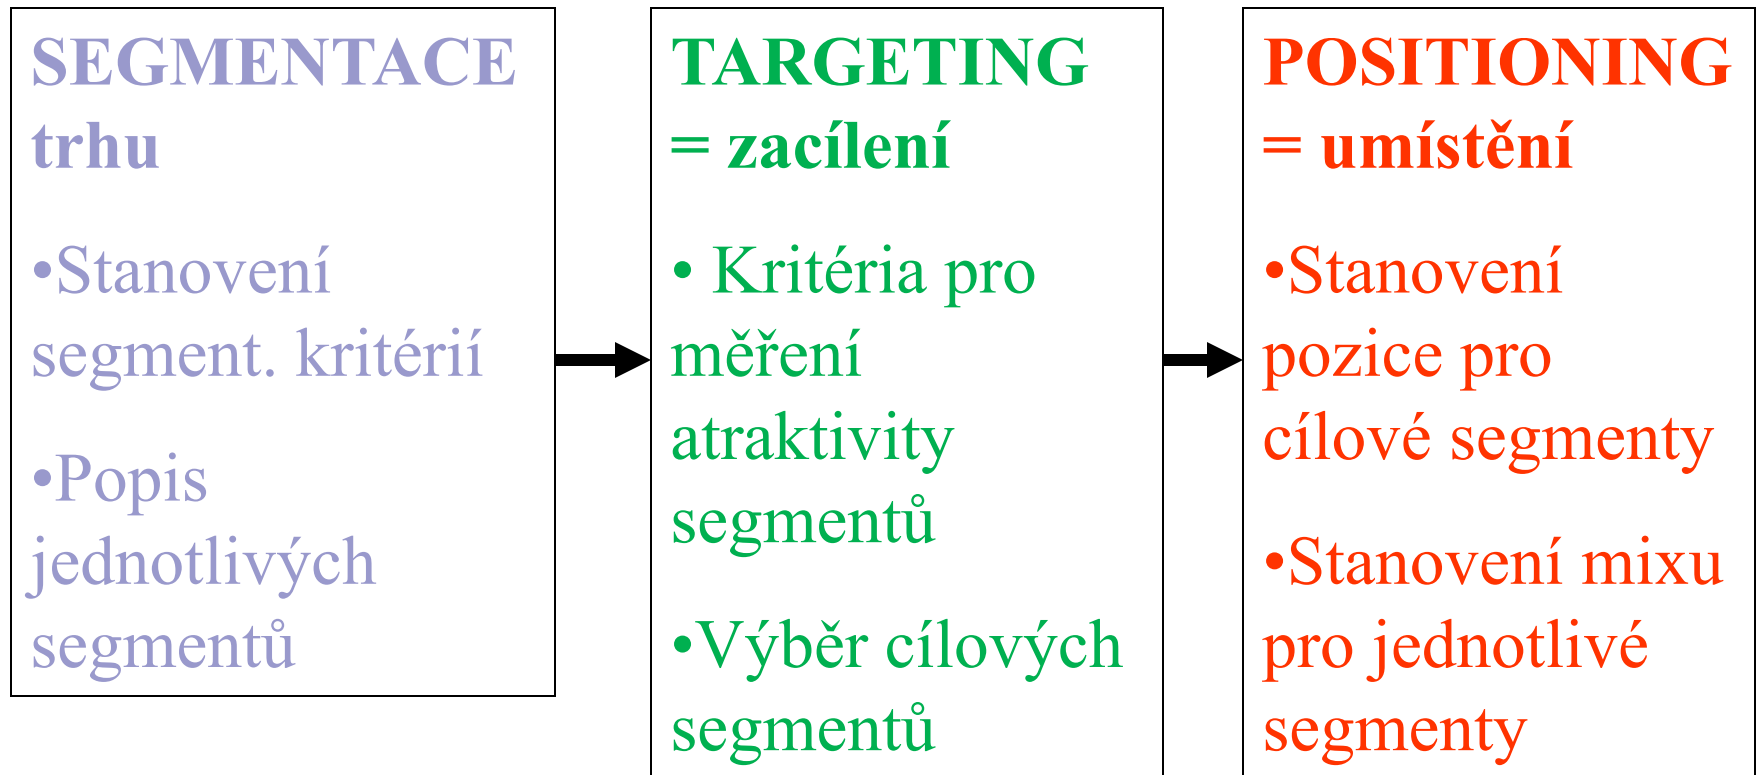 SEGMENTACE
trhu
•Stanovení
segment. kritérií
•Popis
jednotlivých
segmentů
TARGETING
= zacílení
• Kritéria pro
měření
atraktivity
segmentů
•Výběr cílových
segmentů
POSITIONING
= umístění
•Stanovení
pozice pro
cílové segmenty
•Stanovení mixu
pro jednotlivé
segmenty